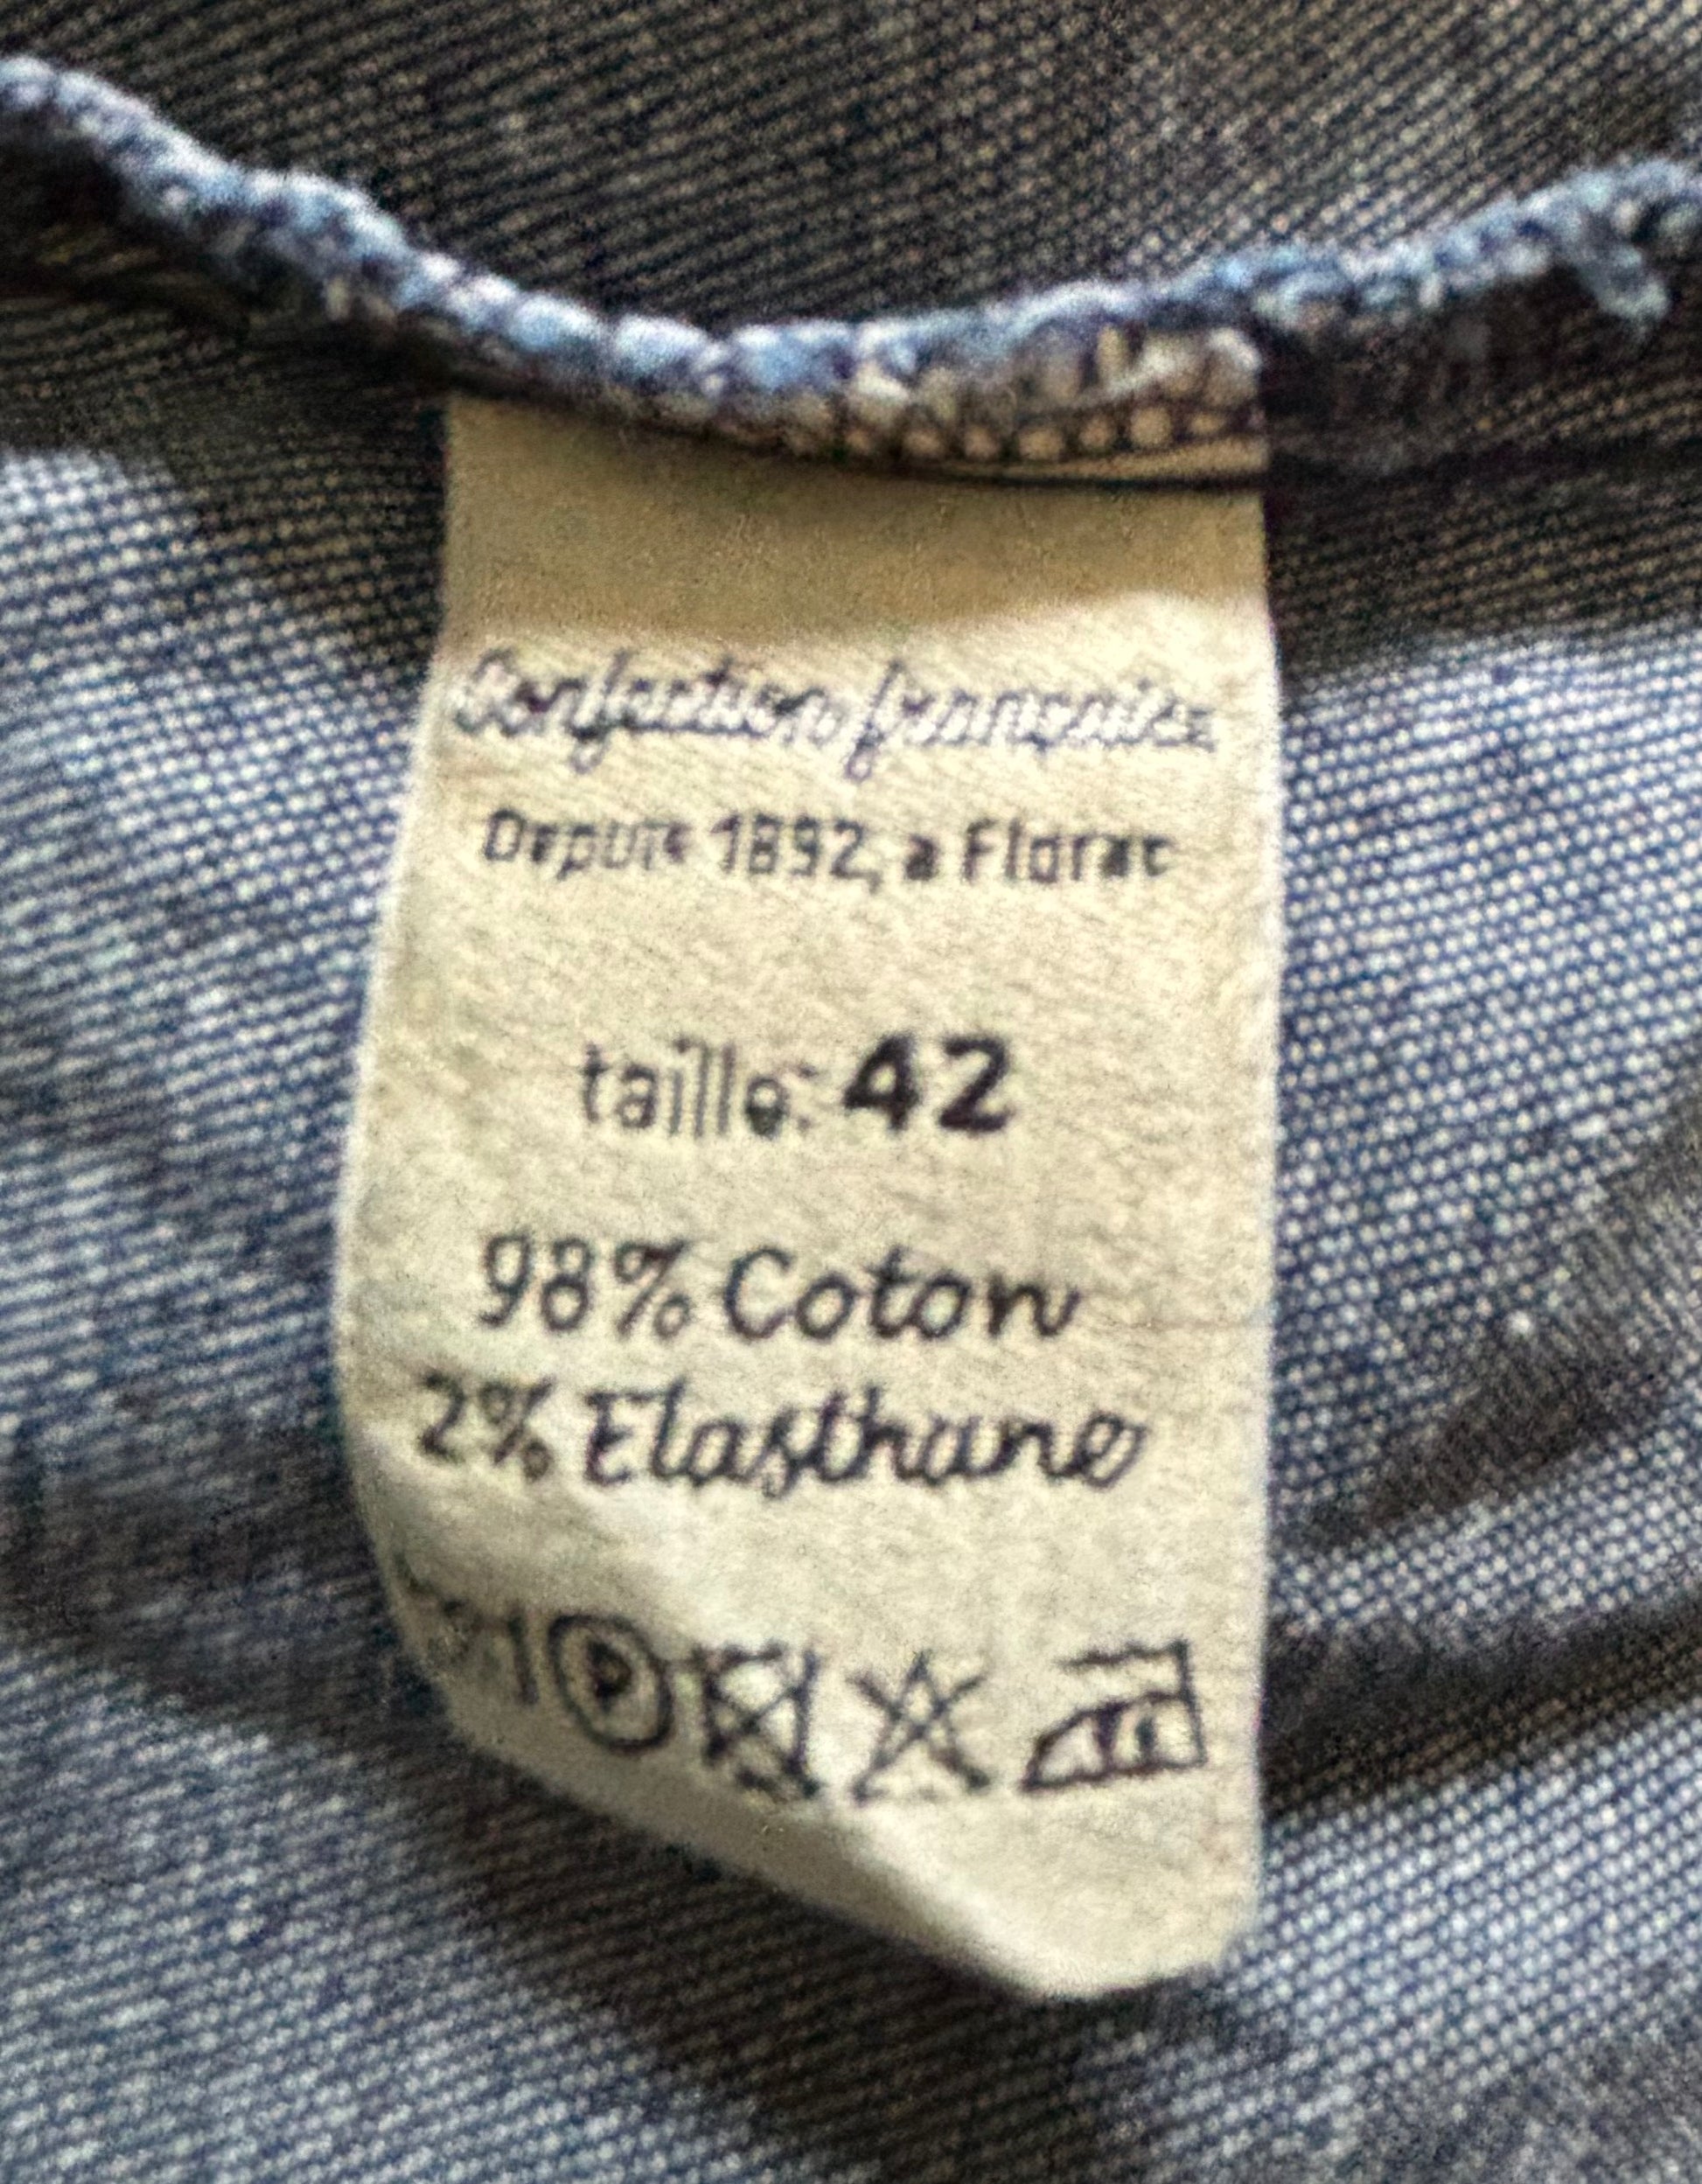 Confection française
Depuis 1892, à Florac
taille: 42
98% Coton
2% Elasthane
P